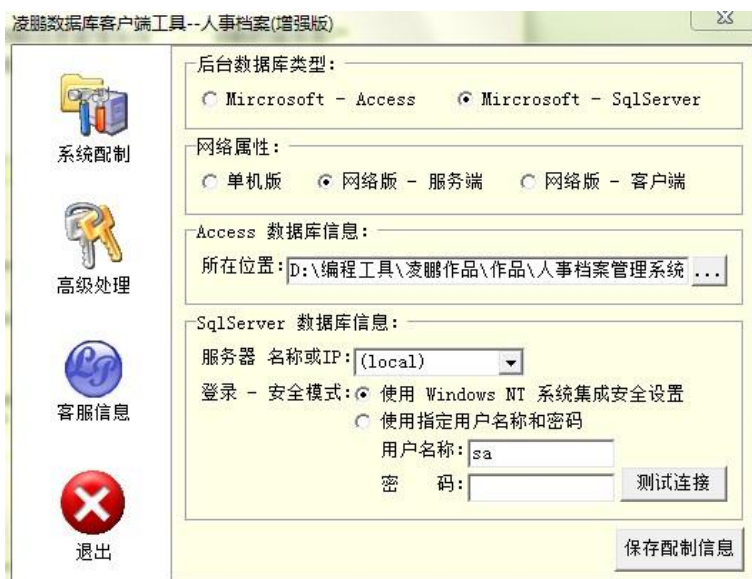 凌鹏数据库客户端工具--人事档案(增强版)
系统配制
高级处理
客服信息
退出
后台数据库类型:
Mircrosoft - Access Mircrosoft - SqlServer
网络属性:
单机版 网络版 - 服务端 网络版 - 客户端
Access 数据库信息:
所在位置: D:\编程工具\凌鹏作品\作品\人事档案管理系统 ...
SqlServer 数据库信息:
服务器 名称或IP: (local)
登录 - 安全模式: 使用 Windows NT 系统集成安全设置
使用指定用户名称和密码
用户名称: sa
密 码: 测试连接
保存配制信息
LP